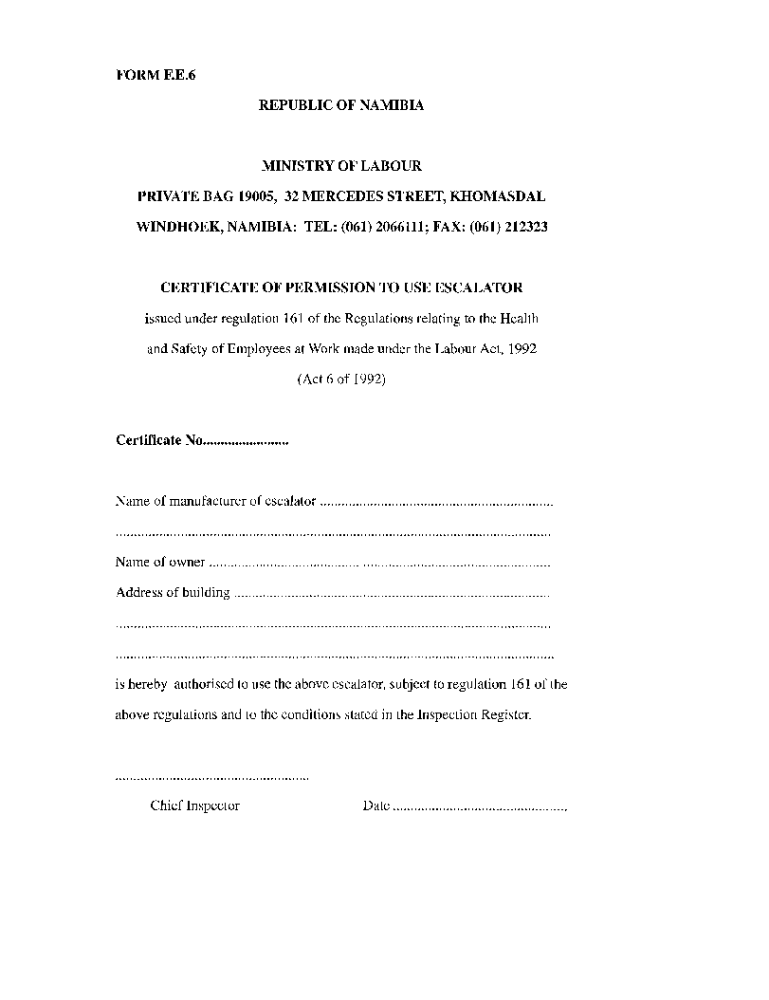 FORM F.E.6
REPUBLIC OF NAMIBIA
MINISTRY OF LABOUR
PRIVATE BAG 19005, 32 MERCEDES STREET, KHOMASDAL
WINDHOEK, NAMIBIA: TEL: (061) 2066111; FAX: (061) 212323
CERTIFICATE OF PERMISSION TO USE ESCALATOR
issued under regulation 161 of the Regulations relating to the Health
and Safety of Employees at Work made under the Labour Act, 1992
(Act 6 of 1992)
Certificate No........................
Name of manufacturer of escalator .................................................................
.........................................................................................................................
Name of owner ...............................................................................................
Address of building ........................................................................................
.........................................................................................................................
..........................................................................................................................
is hereby authorised to use the above escalator, subject to regulation 161 of the
above regulations and to the conditions stated in the Inspection Register.
......................................................
Chief Inspector Date ................................................